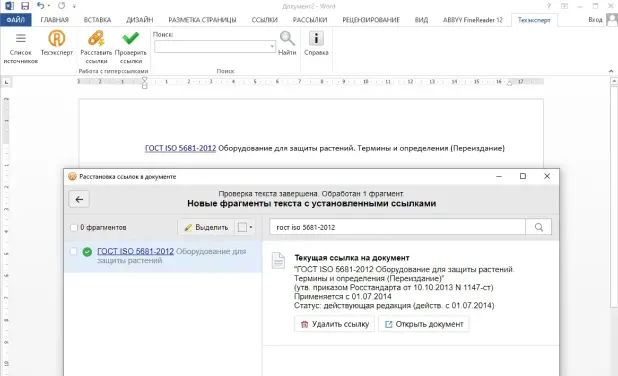 Документ2 - Word
ФАЙЛ ГЛАВНАЯ ВСТАВКА ДИЗАЙН РАЗМЕТКА СТРАНИЦЫ ССЫЛКИ РАССЫЛКИ РЕЦЕНЗИРОВАНИЕ ВИД ABBYY FineReader 12 Техэксперт Вход
Список источников
Техэксперт
Расставить ссылки
Проверить ссылки
Работа с гиперссылками
Поиск:
Найти
Поиск
Справка
ГОСТ ISO 5681-2012 Оборудование для защиты растений. Термины и определения (Переиздание)
Расстановка ссылок в документе
Проверка текста завершена. Обработан 1 фрагмент.
Новые фрагменты текста с установленными ссылками
0 фрагментов
Выделить
гост iso 5681-2012
ГОСТ ISO 5681-2012 Оборудование для
защиты растений.
Текущая ссылка на документ
"ГОСТ ISO 5681-2012 Оборудование для защиты растений.
Термины и определения (Переиздание)"
(утв. приказом Росстандарта от 10.10.2013 N 1147-ст)
Применяется с 01.07.2014
Статус: действующая редакция (действ. с 01.07.2014)
Удалить ссылку
Открыть документ